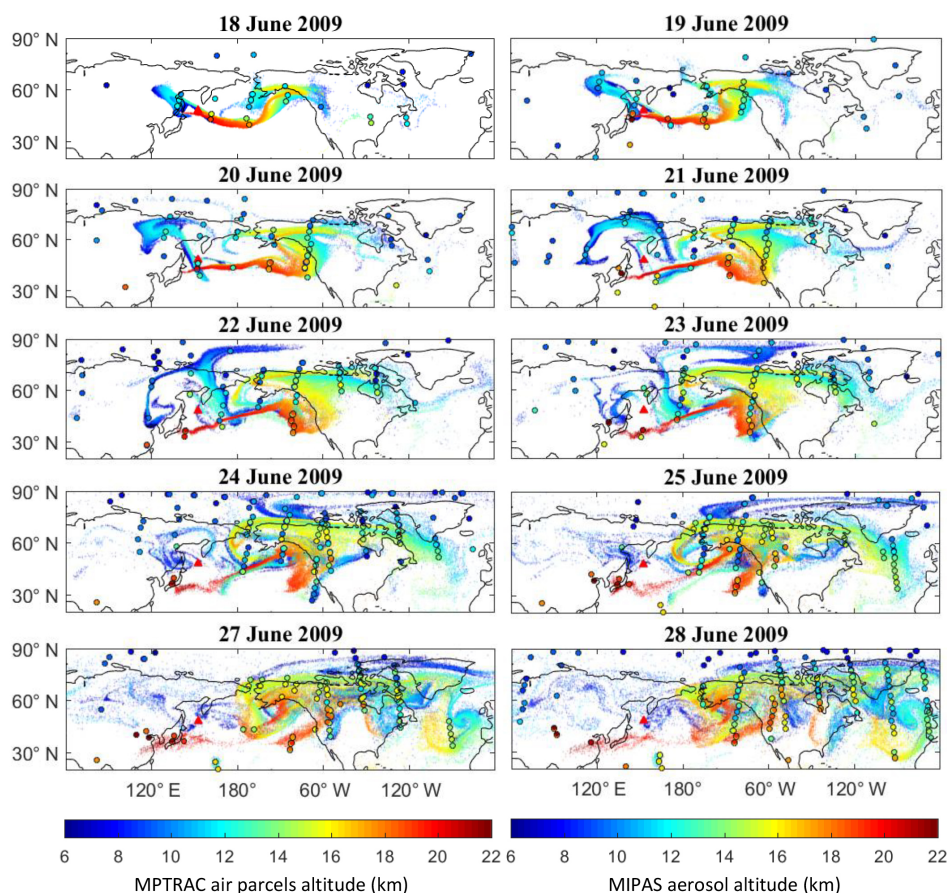 18 June 2009 19 June 2009
90° N
60° N
30° N
20 June 2009 21 June 2009
90° N
60° N
30° N
22 June 2009 23 June 2009
90° N
60° N
30° N
24 June 2009 25 June 2009
90° N
60° N
30° N
27 June 2009 28 June 2009
90° N
60° N
30° N
120° E 180° 60° W 120° W 120° E 180° 60° W 120° W
6 8 10 12 14 16 18 20 22 6 8 10 12 14 16 18 20 22
MPTRAC air parcels altitude (km) MIPAS aerosol altitude (km)